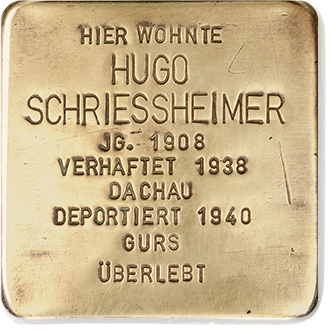 HIER WOHNTE
HUGO
SCHRIESSHEIMER
JG. 1908
VERHAFTET 1938
DACHAU
DEPORTIERT 1940
GURS
ÜBERLEBT